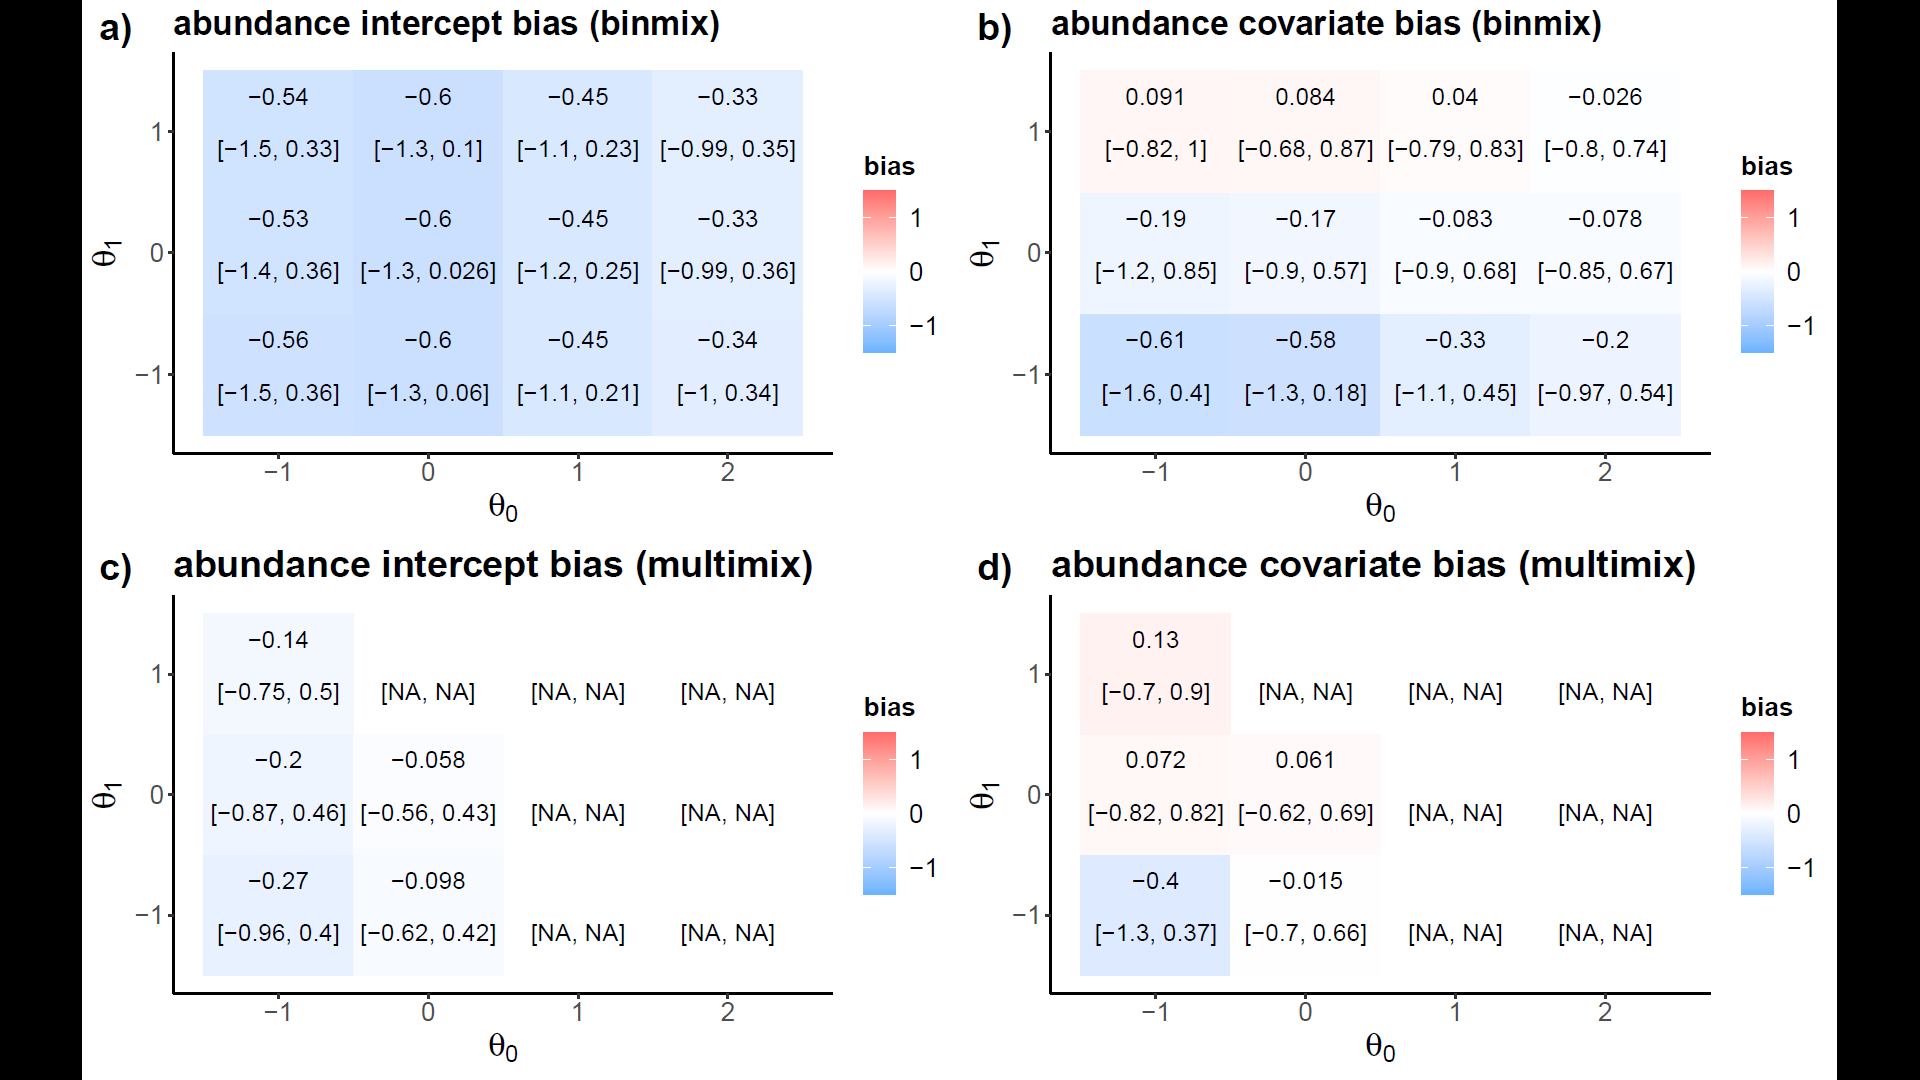 a) abundance intercept bias (binmix)
−0.54 −0.6 −0.45 −0.33
1 [−1.5, 0.33] [−1.3, 0.1] [−1.1, 0.23] [−0.99, 0.35]
−0.53 −0.6 −0.45 −0.33
0 [−1.4, 0.36] [−1.3, 0.026] [−1.2, 0.25] [−0.99, 0.36]
−0.56 −0.6 −0.45 −0.34
−1 [−1.5, 0.36] [−1.3, 0.06] [−1.1, 0.21] [−1, 0.34]
−1 0 1 2
θ0
θ1
bias
1
0
−1
b) abundance covariate bias (binmix)
0.091 0.084 0.04 −0.026
1 [−0.82, 1] [−0.68, 0.87] [−0.79, 0.83] [−0.8, 0.74]
−0.19 −0.17 −0.083 −0.078
0 [−1.2, 0.85] [−0.9, 0.57] [−0.9, 0.68] [−0.85, 0.67]
−0.61 −0.58 −0.33 −0.2
−1 [−1.6, 0.4] [−1.3, 0.18] [−1.1, 0.45] [−0.97, 0.54]
−1 0 1 2
θ0
θ1
bias
1
0
−1
c) abundance intercept bias (multimix)
−0.14
1 [−0.75, 0.5] [NA, NA] [NA, NA] [NA, NA]
−0.2 −0.058
0 [−0.87, 0.46] [−0.56, 0.43] [NA, NA] [NA, NA]
−0.27 −0.098
−1 [−0.96, 0.4] [−0.62, 0.42] [NA, NA] [NA, NA]
−1 0 1 2
θ0
θ1
bias
1
0
−1
d) abundance covariate bias (multimix)
0.13
1 [−0.7, 0.9] [NA, NA] [NA, NA] [NA, NA]
0.072 0.061
0 [−0.82, 0.82] [−0.62, 0.69] [NA, NA] [NA, NA]
−0.4 −0.015
−1 [−1.3, 0.37] [−0.7, 0.66] [NA, NA] [NA, NA]
−1 0 1 2
θ0
θ1
bias
1
0
−1